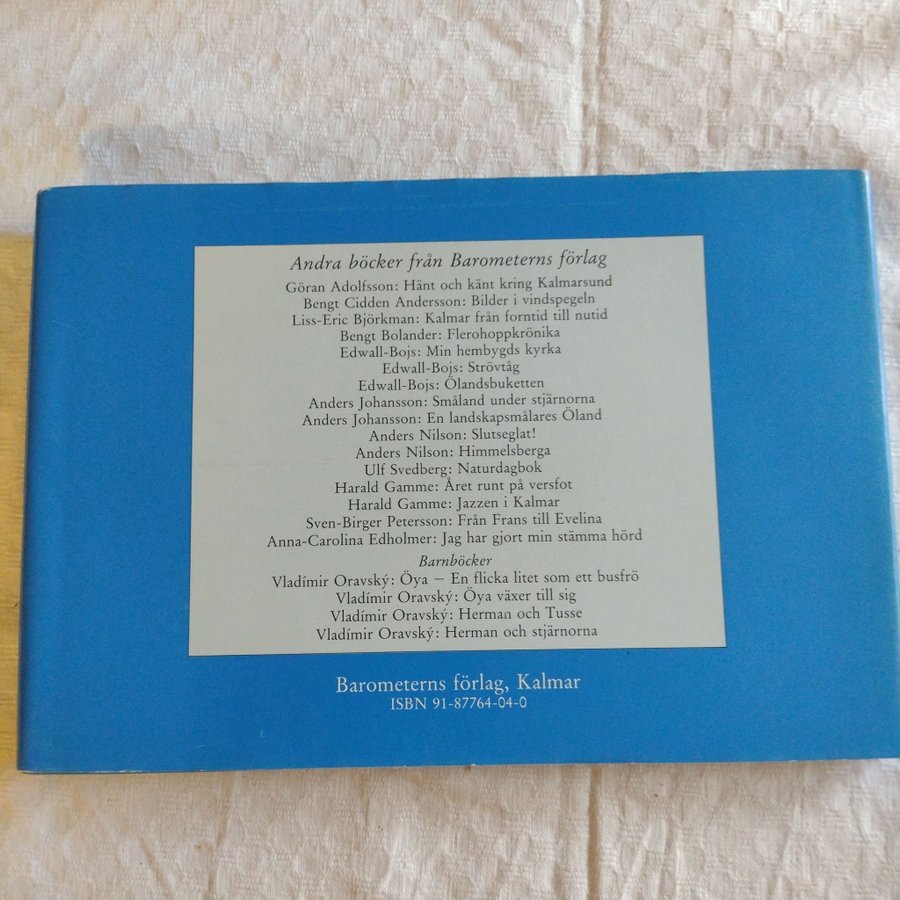 Andra böcker från Barometerns förlag
Göran Adolfsson: Hänt och känt kring Kalmarsund
Bengt Cidden Andersson: Bilder i vindspegeln
Liss-Eric Björkman: Kalmar från forntid till nutid
Bengt Bolander: Flerohoppkrönika
Edwall-Bojs: Min hembygds kyrka
Edwall-Bojs: Strövtåg
Edwall-Bojs: Ölandsbuketten
Anders Johansson: Småland under stjärnorna
Anders Johansson: En landskapsmålares Öland
Anders Nilson: Slutseglat!
Anders Nilson: Himmelsberga
Ulf Svedberg: Naturdagbok
Harald Gamme: Året runt på versfot
Harald Gamme: Jazzen i Kalmar
Sven-Birger Petersson: Från Frans till Evelina
Anna-Carolina Edholmer: Jag har gjort min stämma hörd
Barnböcker
Vladímir Oravský: Öya – En flicka litet som ett busfrö
Vladímir Oravský: Öya växer till sig
Vladímir Oravský: Herman och Tusse
Vladímir Oravský: Herman och stjärnorna
Barometerns förlag, Kalmar
ISBN 91-87764-04-0